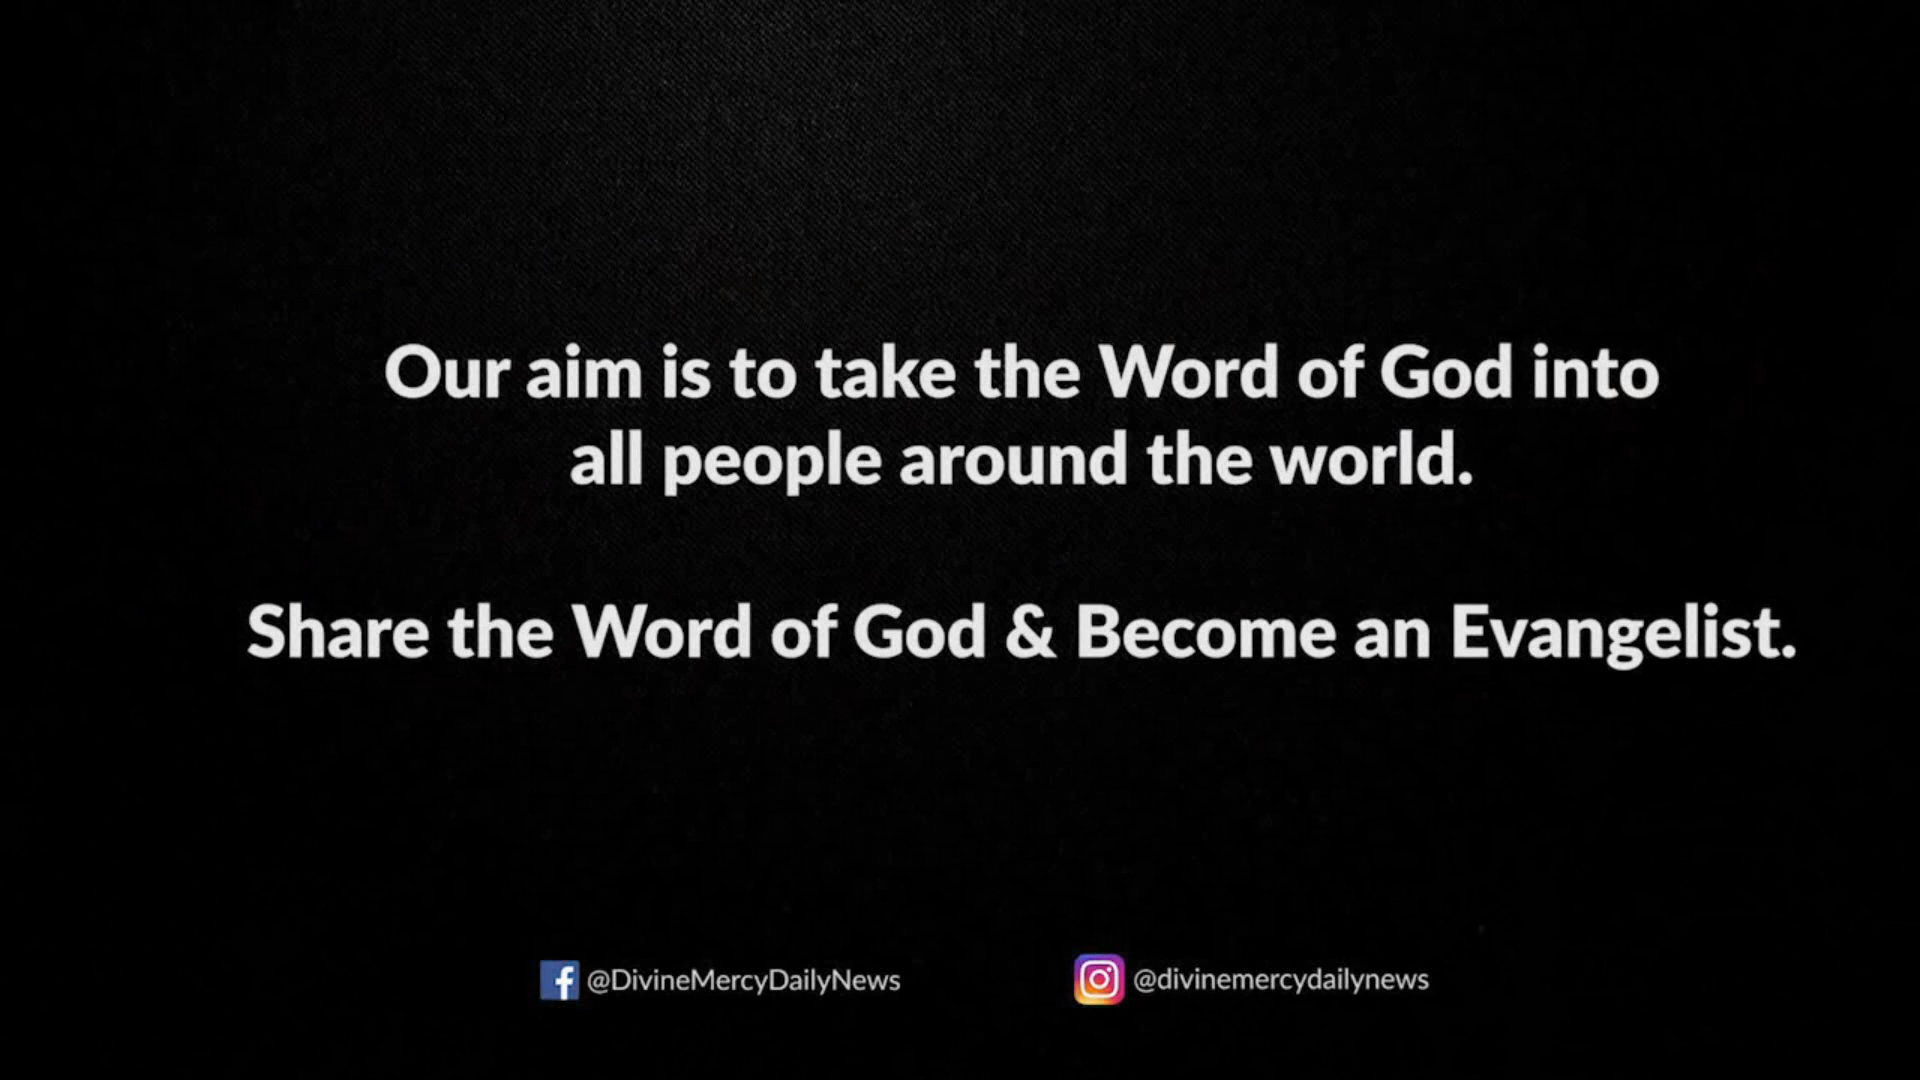 Our aim is to take the Word of God into
all people around the world.
Share the Word of God & Become an Evangelist.
@DivineMercyDailyNews
@divinemercydailynews